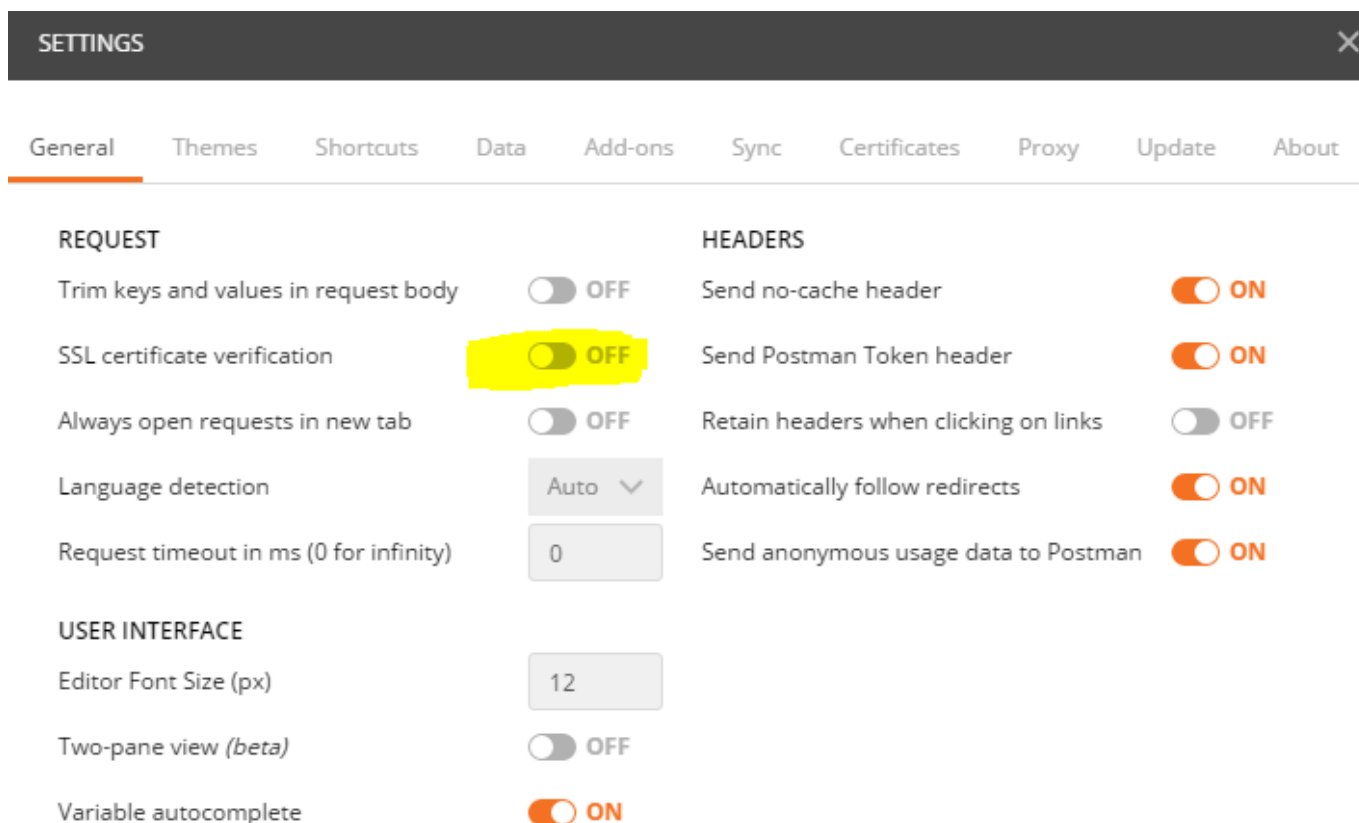 SETTINGS
General Themes Shortcuts Data Add-ons Sync Certificates Proxy Update About
REQUEST
Trim keys and values in request body OFF
SSL certificate verification OFF
Always open requests in new tab OFF
Language detection Auto
Request timeout in ms (0 for infinity) 0
USER INTERFACE
Editor Font Size (px) 12
Two-pane view (beta) OFF
Variable autocomplete ON
HEADERS
Send no-cache header ON
Send Postman Token header ON
Retain headers when clicking on links OFF
Automatically follow redirects ON
Send anonymous usage data to Postman ON